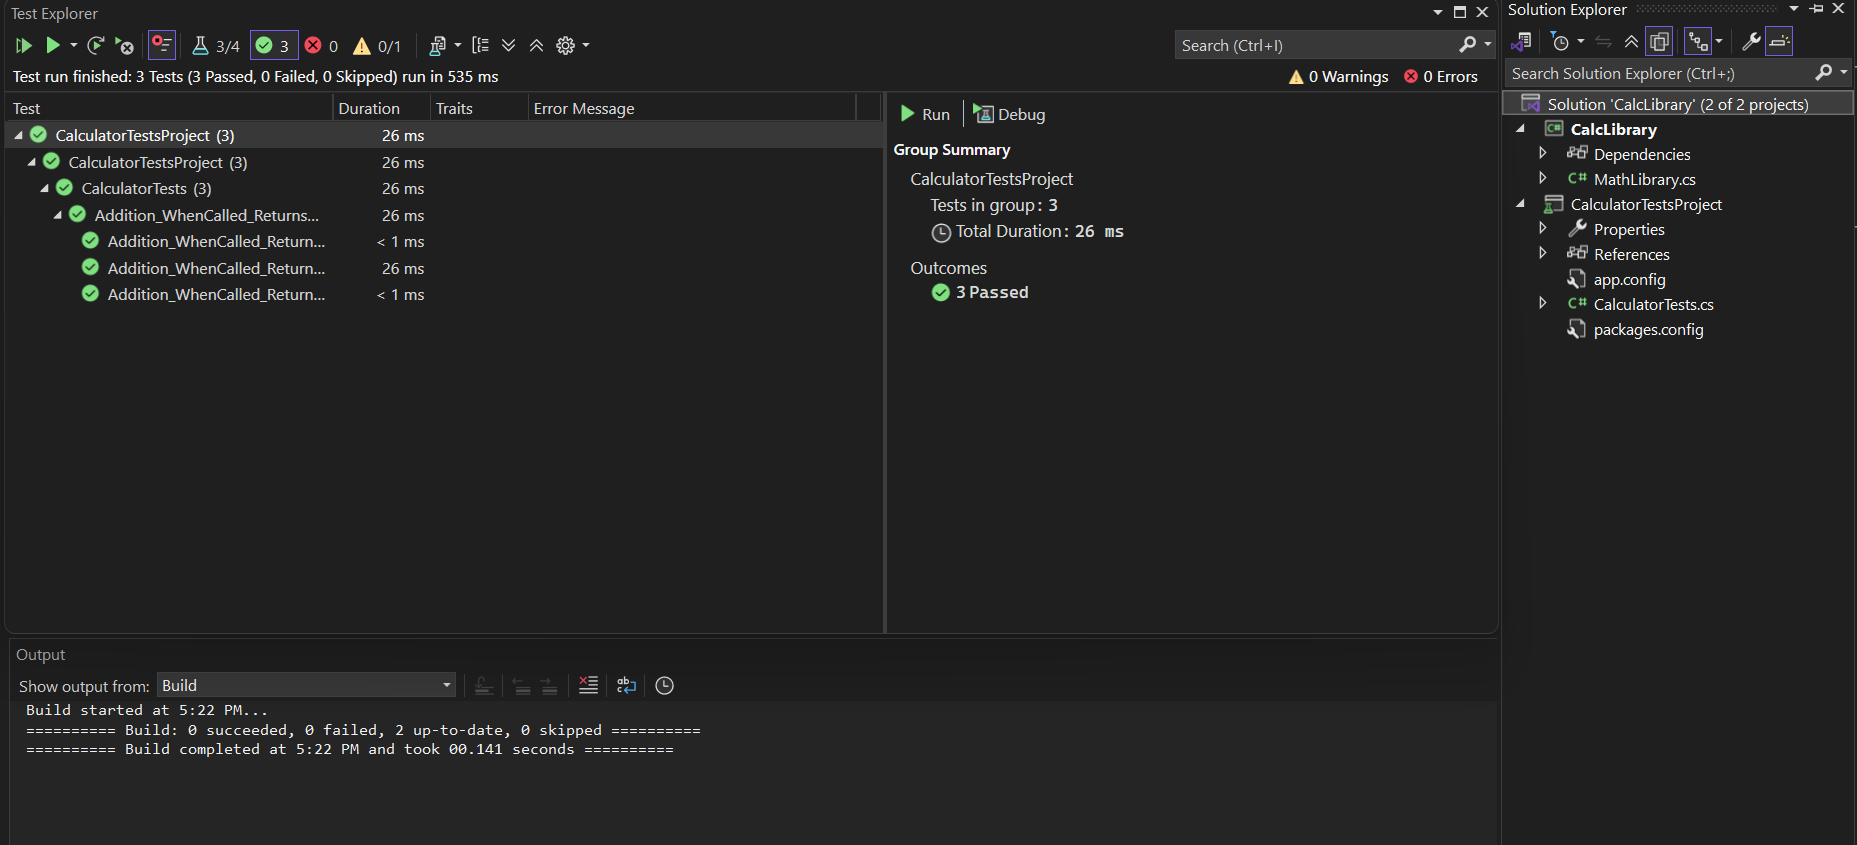 Test Explorer
3/4 3 0 0/1 Search (Ctrl+I)
Test run finished: 3 Tests (3 Passed, 0 Failed, 0 Skipped) run in 535 ms 0 Warnings 0 Errors
Test Duration Traits Error Message
CalculatorTestsProject (3) 26 ms
CalculatorTestsProject (3) 26 ms
CalculatorTests (3) 26 ms
Addition_WhenCalled_Returns... 26 ms
Addition_WhenCalled_Return... < 1 ms
Addition_WhenCalled_Return... 26 ms
Addition_WhenCalled_Return... < 1 ms
Run Debug
Group Summary
CalculatorTestsProject
Tests in group: 3
Total Duration: 26 ms
Outcomes
3 Passed
Output
Show output from: Build
Build started at 5:22 PM...
========== Build: 0 succeeded, 0 failed, 2 up-to-date, 0 skipped ==========
========== Build completed at 5:22 PM and took 00.141 seconds ==========
Solution Explorer
Search Solution Explorer (Ctrl+;)
Solution 'CalcLibrary' (2 of 2 projects)
C# CalcLibrary
Dependencies
C# MathLibrary.cs
CalculatorTestsProject
Properties
References
app.config
C# CalculatorTests.cs
packages.config